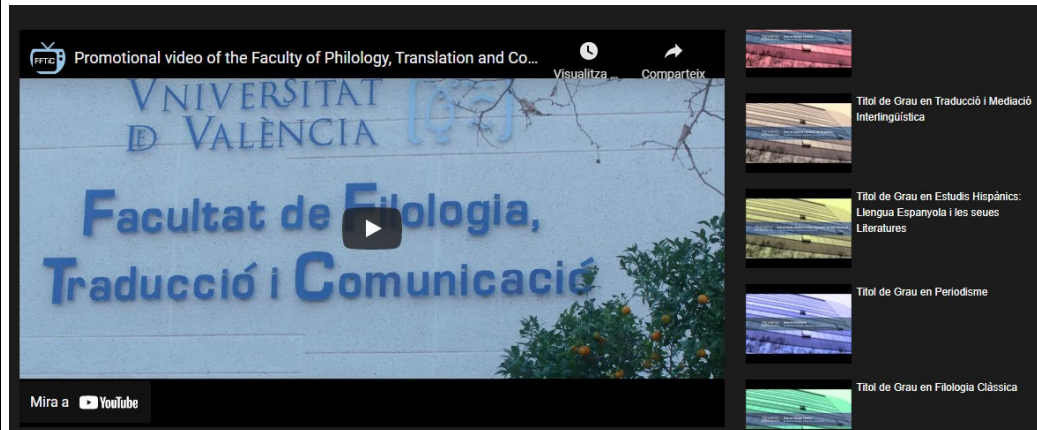 FFTiC
Promotional video of the Faculty of Philology, Translation and Co...
Visualitza ...
Comparteix
VNIVERSITAT
DE VALÈNCIA
Facultat de Filologia,
Traducció i Comunicació
Mira a YouTube
Títol de Grau en Traducció i Mediació
Interlingüística
Títol de Grau en Estudis Hispànics:
Llengua Espanyola i les seues
Literatures
Títol de Grau en Periodisme
Títol de Grau en Filologia Clàssica